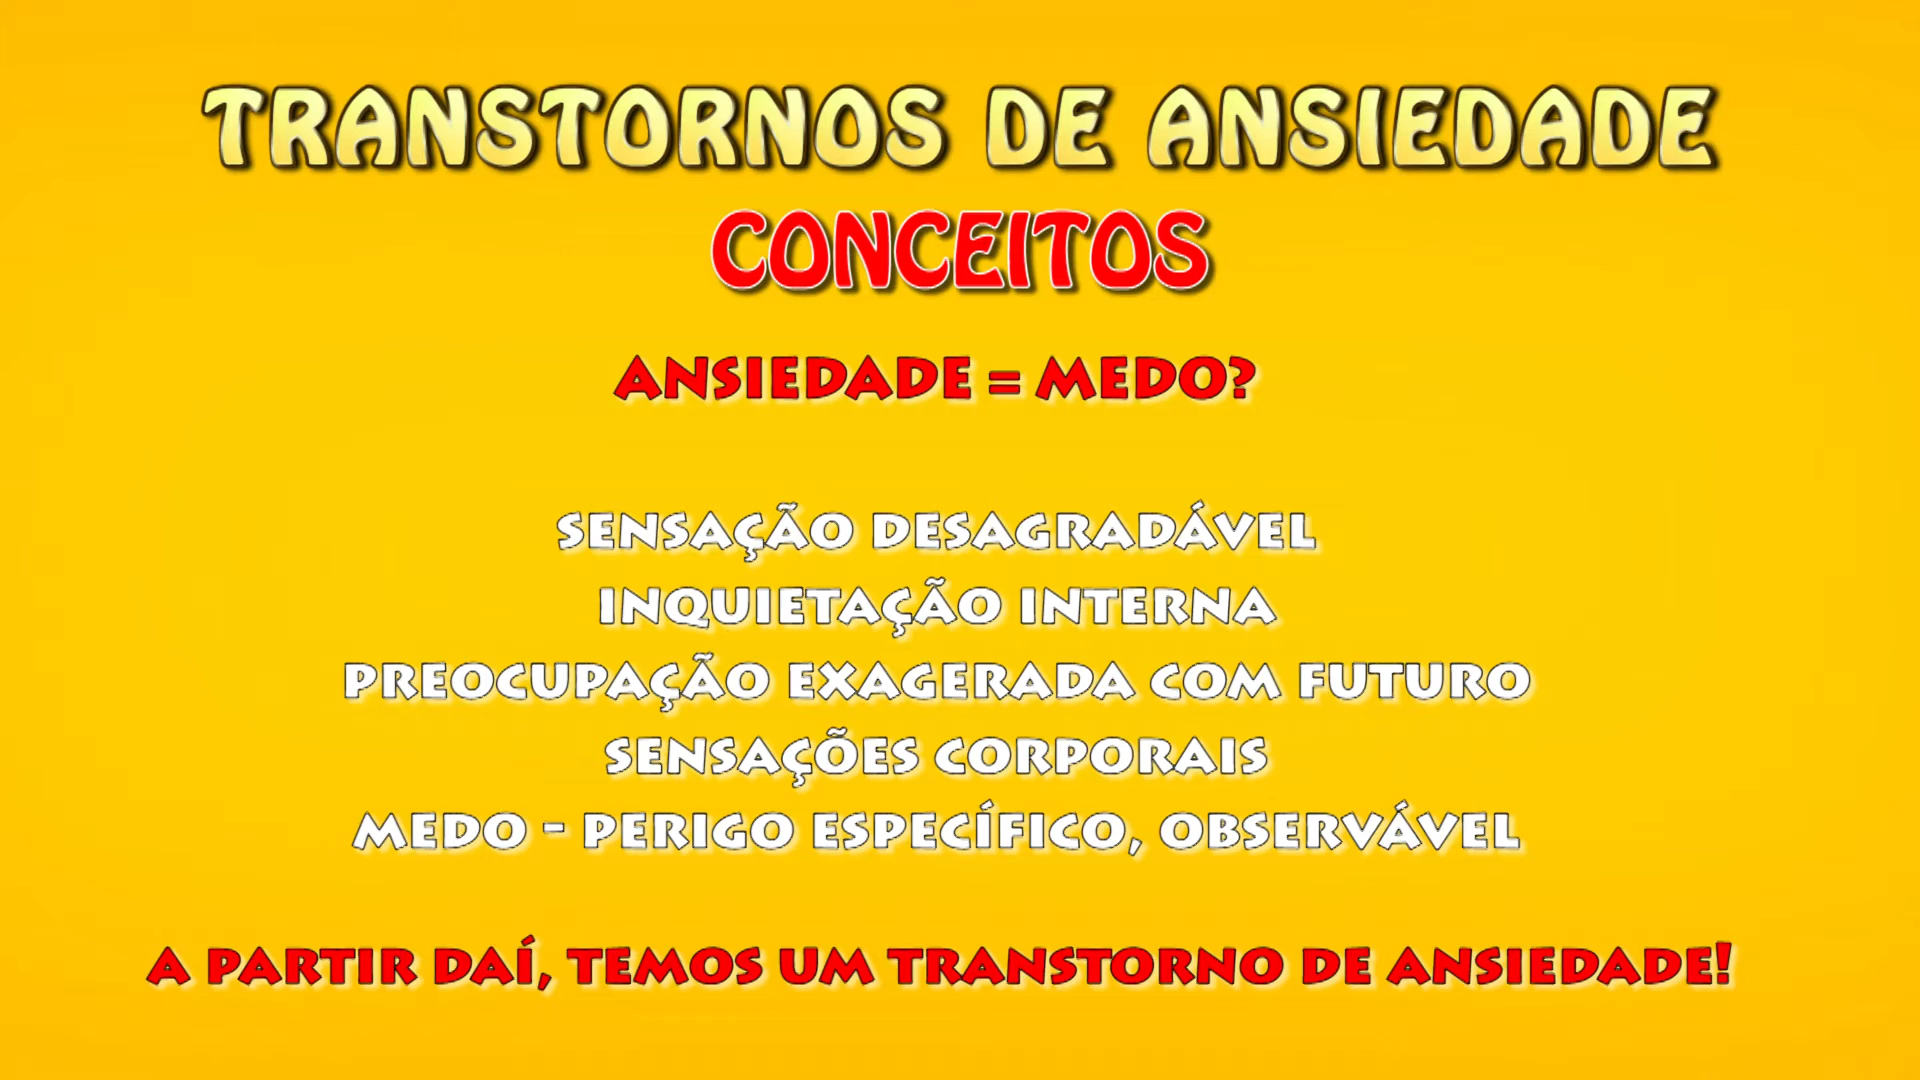 TRANSTORNOS DE ANSIEDADE
CONCEITOS
ANSIEDADE = MEDO?
SENSAÇÃO DESAGRADÁVEL
INQUIETAÇÃO INTERNA
PREOCUPAÇÃO EXAGERADA COM FUTURO
SENSAÇÕES CORPORAIS
MEDO - PERIGO ESPECÍFICO, OBSERVÁVEL
A PARTIR DAÍ, TEMOS UM TRANSTORNO DE ANSIEDADE!